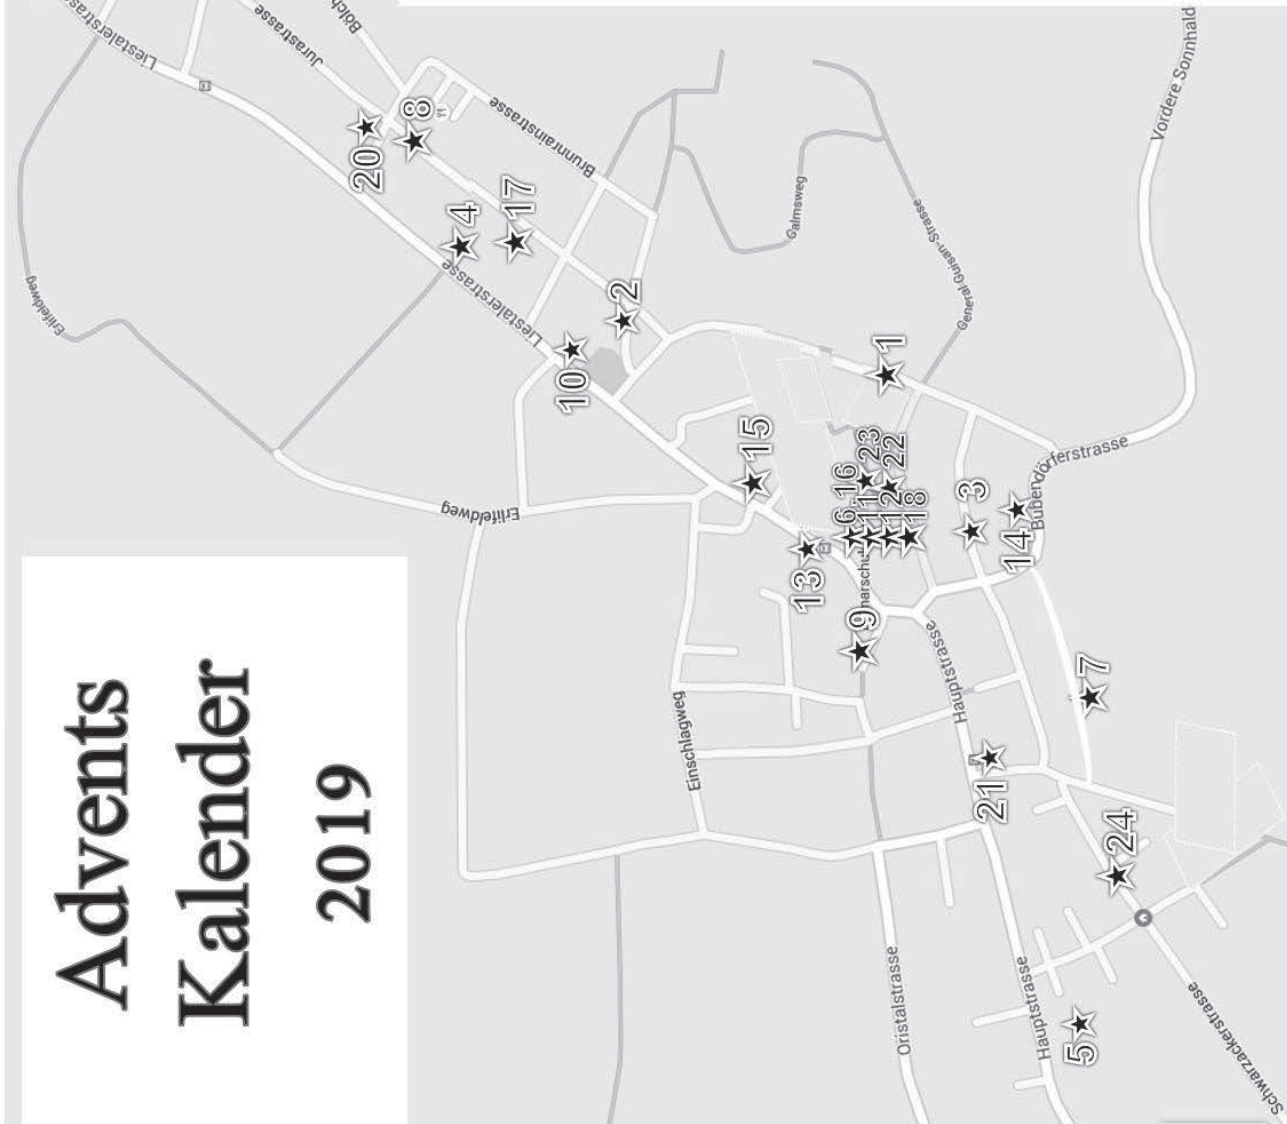 Advents
Kalender
2019
Liestalerstrasse
Jurastrasse
Bölch
20
8
Brunnrainstrasse
Vordere Sonnhald
4
17
Liestalerstrasse
Erlifeldweg
2
Galmsweg
General Guisan-Strasse
10
1
15
Erlifeldweg
23
22
16
6
11
12
18
3
14
Bubendörferstrasse
13
9
Hauptstrasse
7
Einschlagweg
21
24
Oristalstrasse
Hauptstrasse
5
Schwarzackerstrasse